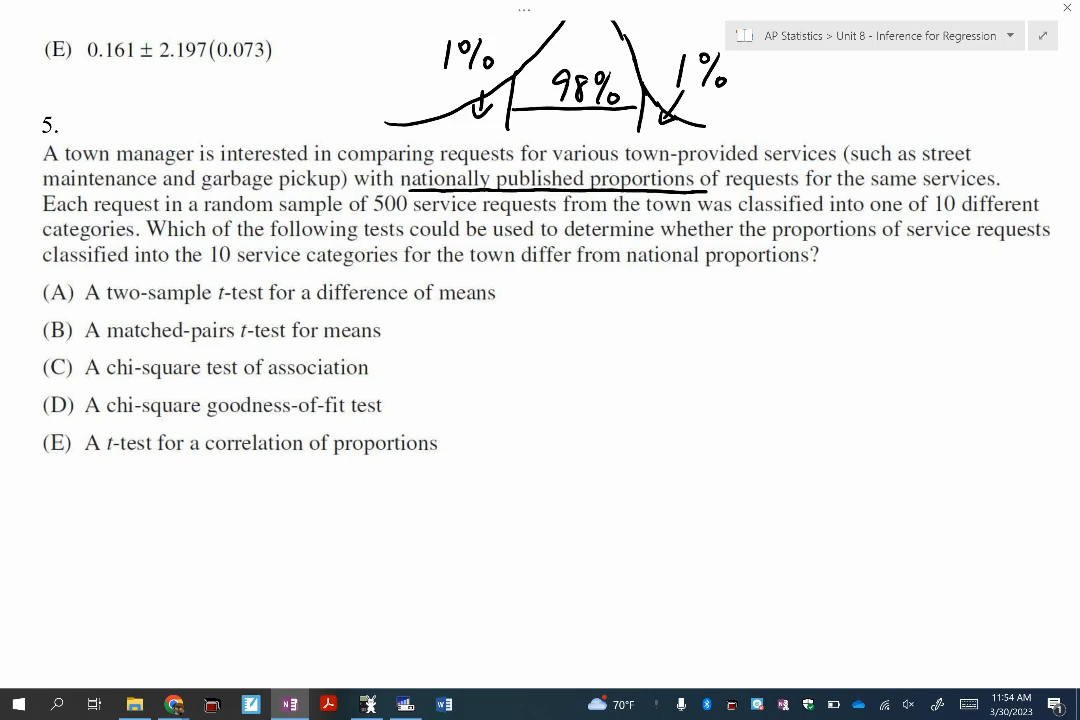 AP Statistics > Unit 8 - Inference for Regression
(E) 0.161 ± 2.197(0.073)
1%
98%
1%
5.
A town manager is interested in comparing requests for various town-provided services (such as street
maintenance and garbage pickup) with nationally published proportions of requests for the same services.
Each request in a random sample of 500 service requests from the town was classified into one of 10 different
categories. Which of the following tests could be used to determine whether the proportions of service requests
classified into the 10 service categories for the town differ from national proportions?
(A) A two-sample t-test for a difference of means
(B) A matched-pairs t-test for means
(C) A chi-square test of association
(D) A chi-square goodness-of-fit test
(E) A t-test for a correlation of proportions
70°F
11:54 AM
3/30/2023